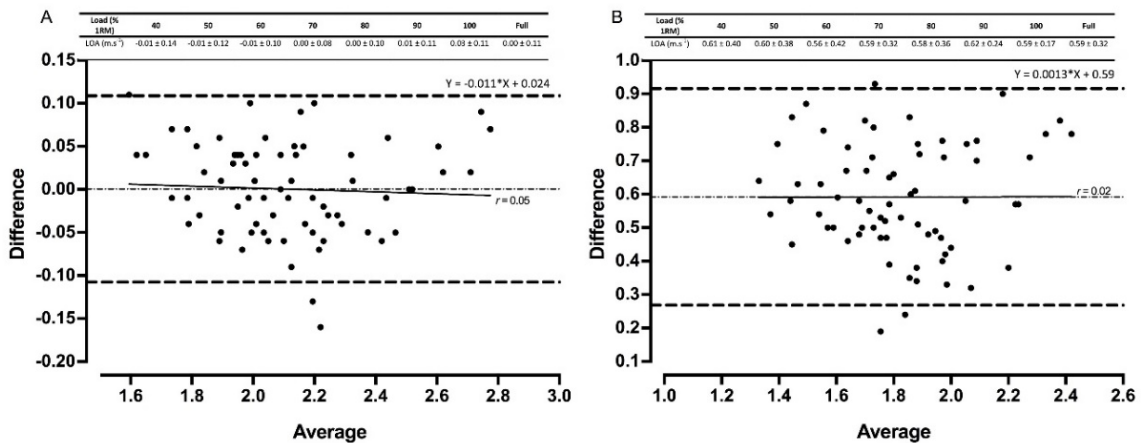 A
Load (% 1RM) 40 50 60 70 80 90 100 Full
LOA (m.s⁻¹) -0.01 ± 0.14 -0.01 ± 0.12 -0.01 ± 0.10 0.00 ± 0.08 0.00 ± 0.10 0.01 ± 0.11 0.03 ± 0.11 0.00 ± 0.11
Y = -0.011*X + 0.024
r = 0.05
0.15
0.10
0.05
0.00
-0.05
-0.10
-0.15
-0.20
Difference
1.6 1.8 2.0 2.2 2.4 2.6 2.8 3.0
Average
B
Load (% 1RM) 40 50 60 70 80 90 100 Full
LOA (m.s⁻¹) 0.61 ± 0.40 0.60 ± 0.38 0.56 ± 0.42 0.59 ± 0.32 0.58 ± 0.36 0.62 ± 0.24 0.59 ± 0.17 0.59 ± 0.32
Y = 0.0013*X + 0.59
r = 0.02
1.0
0.9
0.8
0.7
0.6
0.5
0.4
0.3
0.2
0.1
Difference
1.0 1.2 1.4 1.6 1.8 2.0 2.2 2.4 2.6
Average